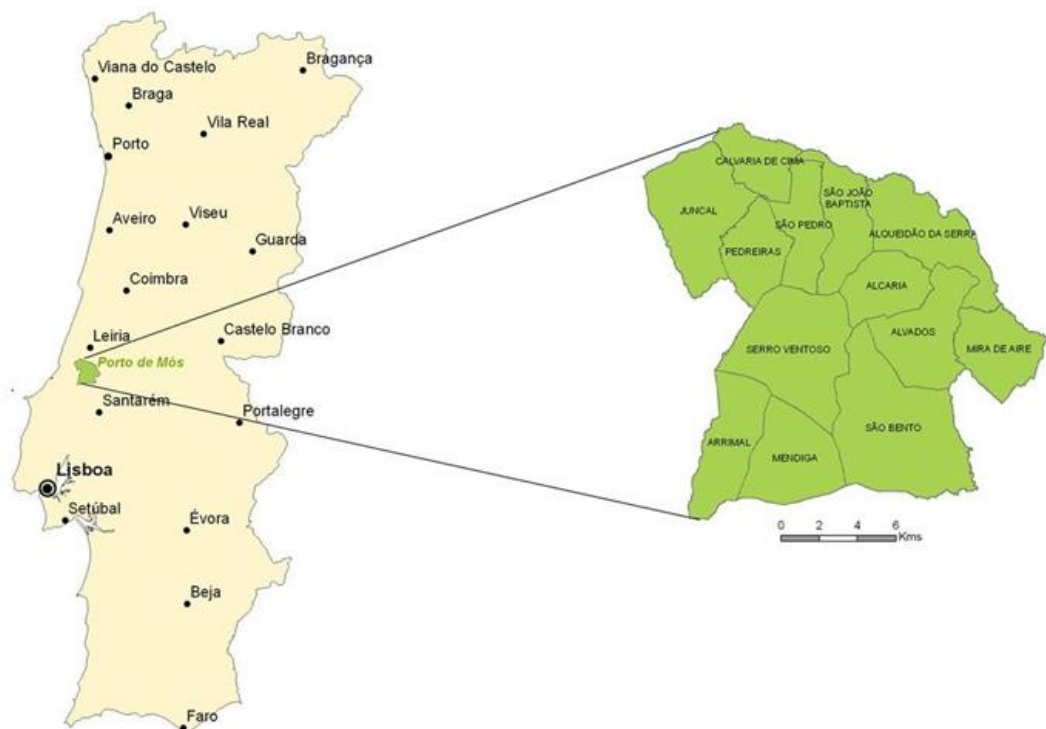 Bragança
Viana do Castelo
Braga
Vila Real
Porto
Aveiro
Viseu
Guarda
Coimbra
Leiria
Castelo Branco
Porto de Mós
Santarém
Portalegre
Lisboa
Setúbal
Évora
Beja
Faro
CALVARIA DE CIMA
SÃO JOÃO
BAPTISTA
JUNCAL
SÃO PEDRO
ALQUEIDÃO DA SERRA
PEDREIRAS
ALCARIA
ALVADOS
SERRO VENTOSO
MIRA DE AIRE
SÃO BENTO
ARRIMAL
MENDIGA
0 2 4 6
Kms